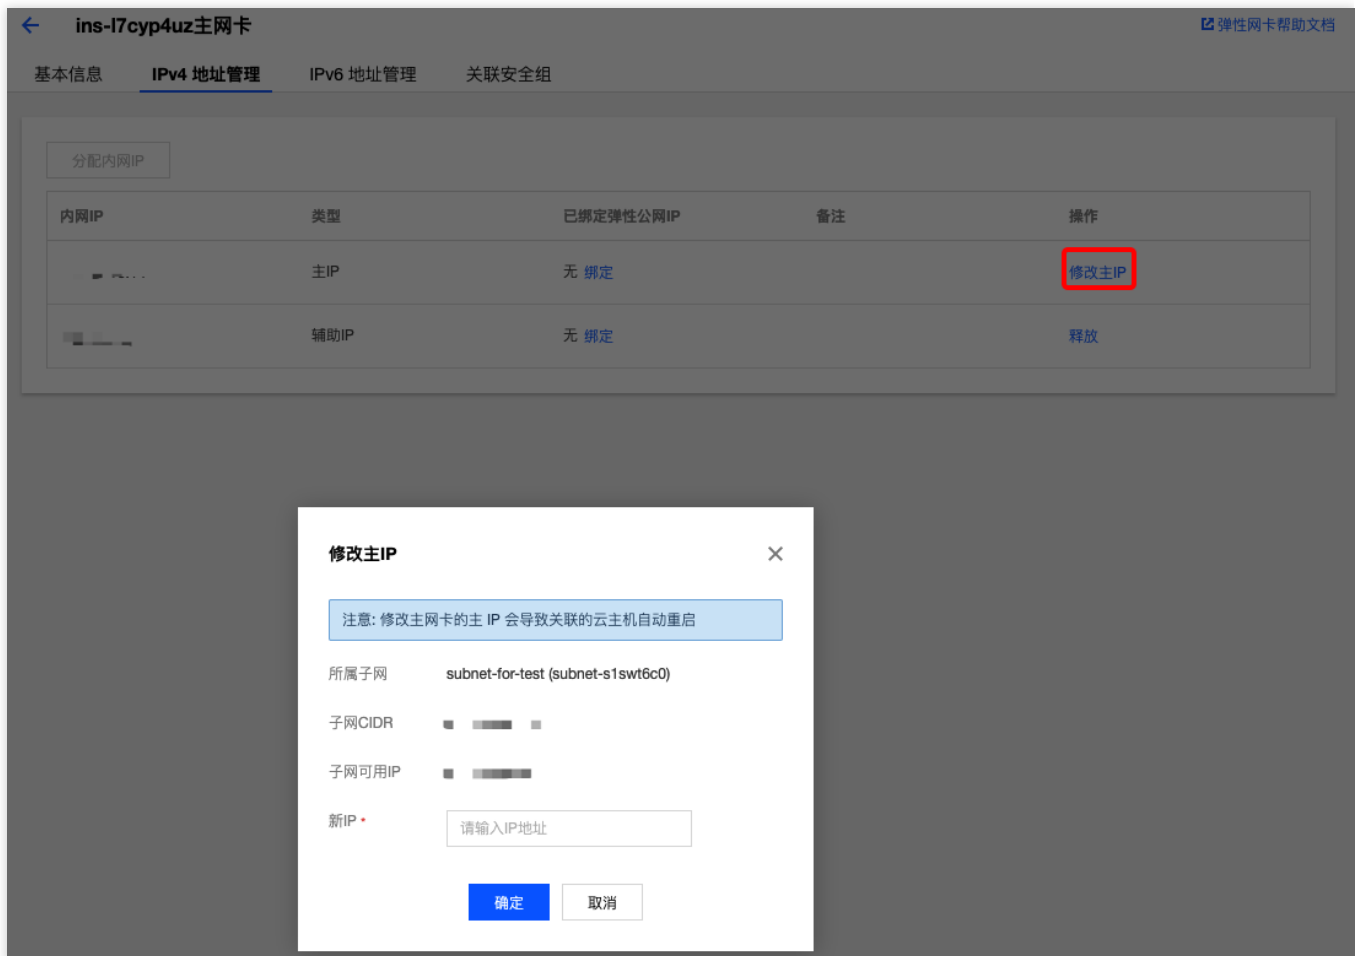 ins-l7cyp4uz主网卡
弹性网卡帮助文档
基本信息 IPv4 地址管理 IPv6 地址管理 关联安全组
分配内网IP
内网IP 类型 已绑定弹性公网IP 备注 操作
主IP 无 绑定 修改主IP
辅助IP 无 绑定 释放
修改主IP
注意: 修改主网卡的主 IP 会导致关联的云主机自动重启
所属子网 subnet-for-test (subnet-s1swt6c0)
子网CIDR
子网可用IP
新IP * 请输入IP地址
确定 取消